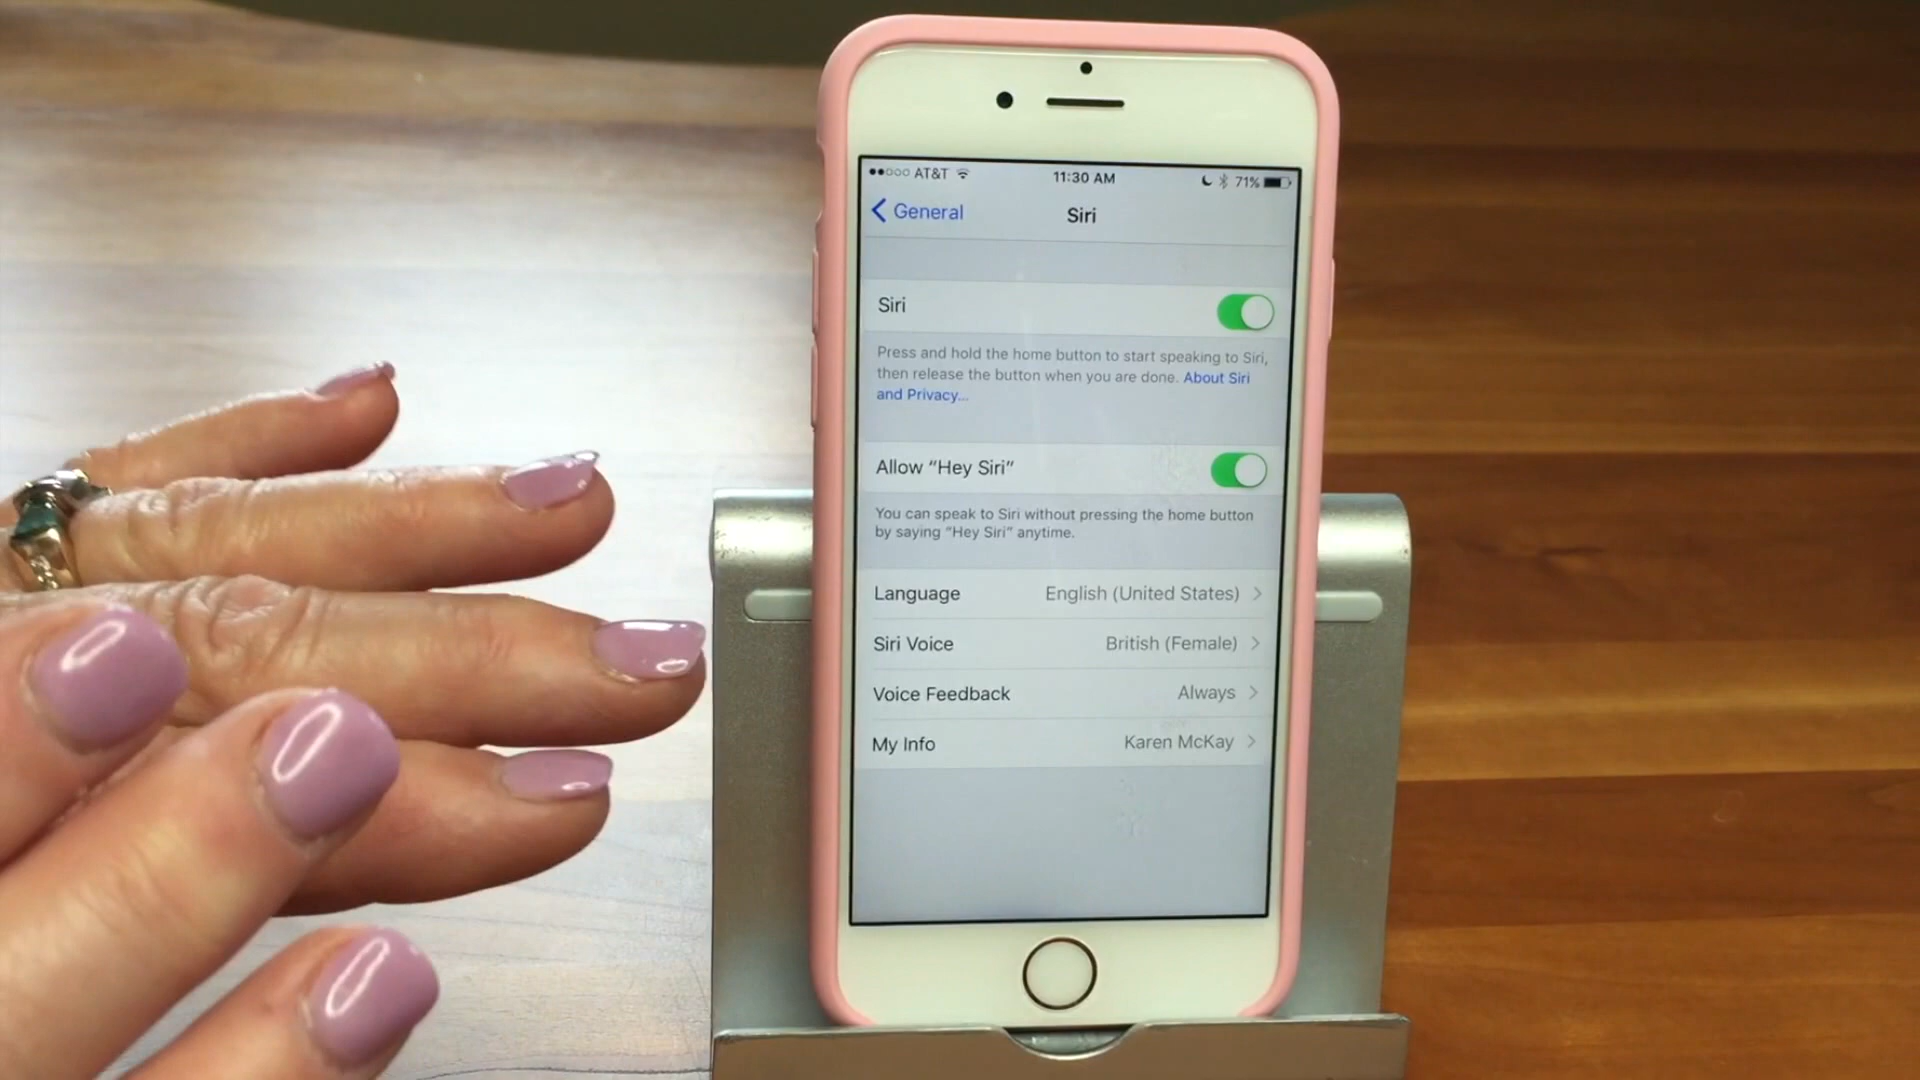 AT&T 11:30 AM 71%
General Siri
Siri
Press and hold the home button to start speaking to Siri,
then release the button when you are done. About Siri
and Privacy...
Allow “Hey Siri”
You can speak to Siri without pressing the home button
by saying “Hey Siri” anytime.
Language English (United States)
Siri Voice British (Female)
Voice Feedback Always
My Info Karen McKay